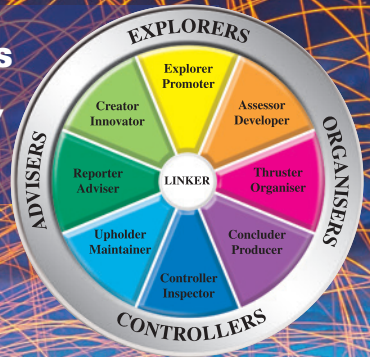 EXPLORERS
Explorer
Promoter
Creator
Innovator
Assessor
Developer
ADVISERS
Reporter
Adviser
LINKER
Thruster
Organiser
ORGANISERS
Upholder
Maintainer
Concluder
Producer
Controller
Inspector
CONTROLLERS